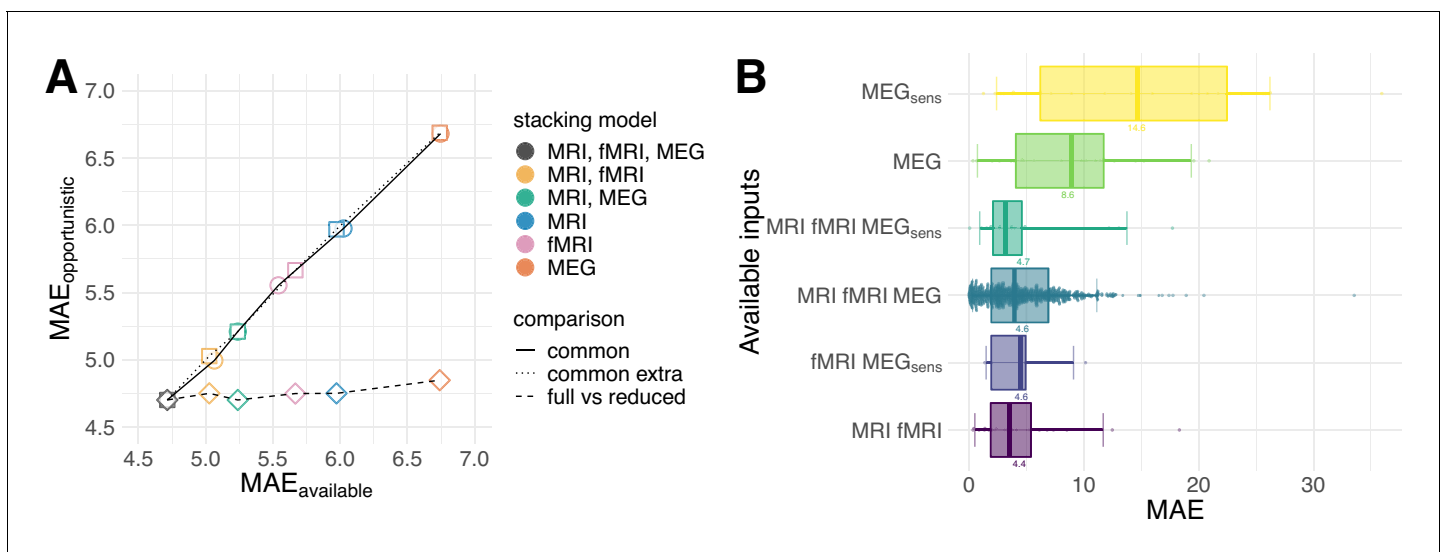 A
7.0
6.5
6.0
5.5
5.0
4.5
MAEopportunistic
4.5 5.0 5.5 6.0 6.5 7.0
MAEavailable
stacking model
MRI, fMRI, MEG
MRI, fMRI
MRI, MEG
MRI
fMRI
MEG
comparison
common
common extra
full vs reduced
B
Available inputs
MEGsens
14.6
MEG
8.6
MRI fMRI MEGsens
4.7
MRI fMRI MEG
4.6
fMRI MEGsens
4.6
MRI fMRI
4.4
0 10 20 30
MAE